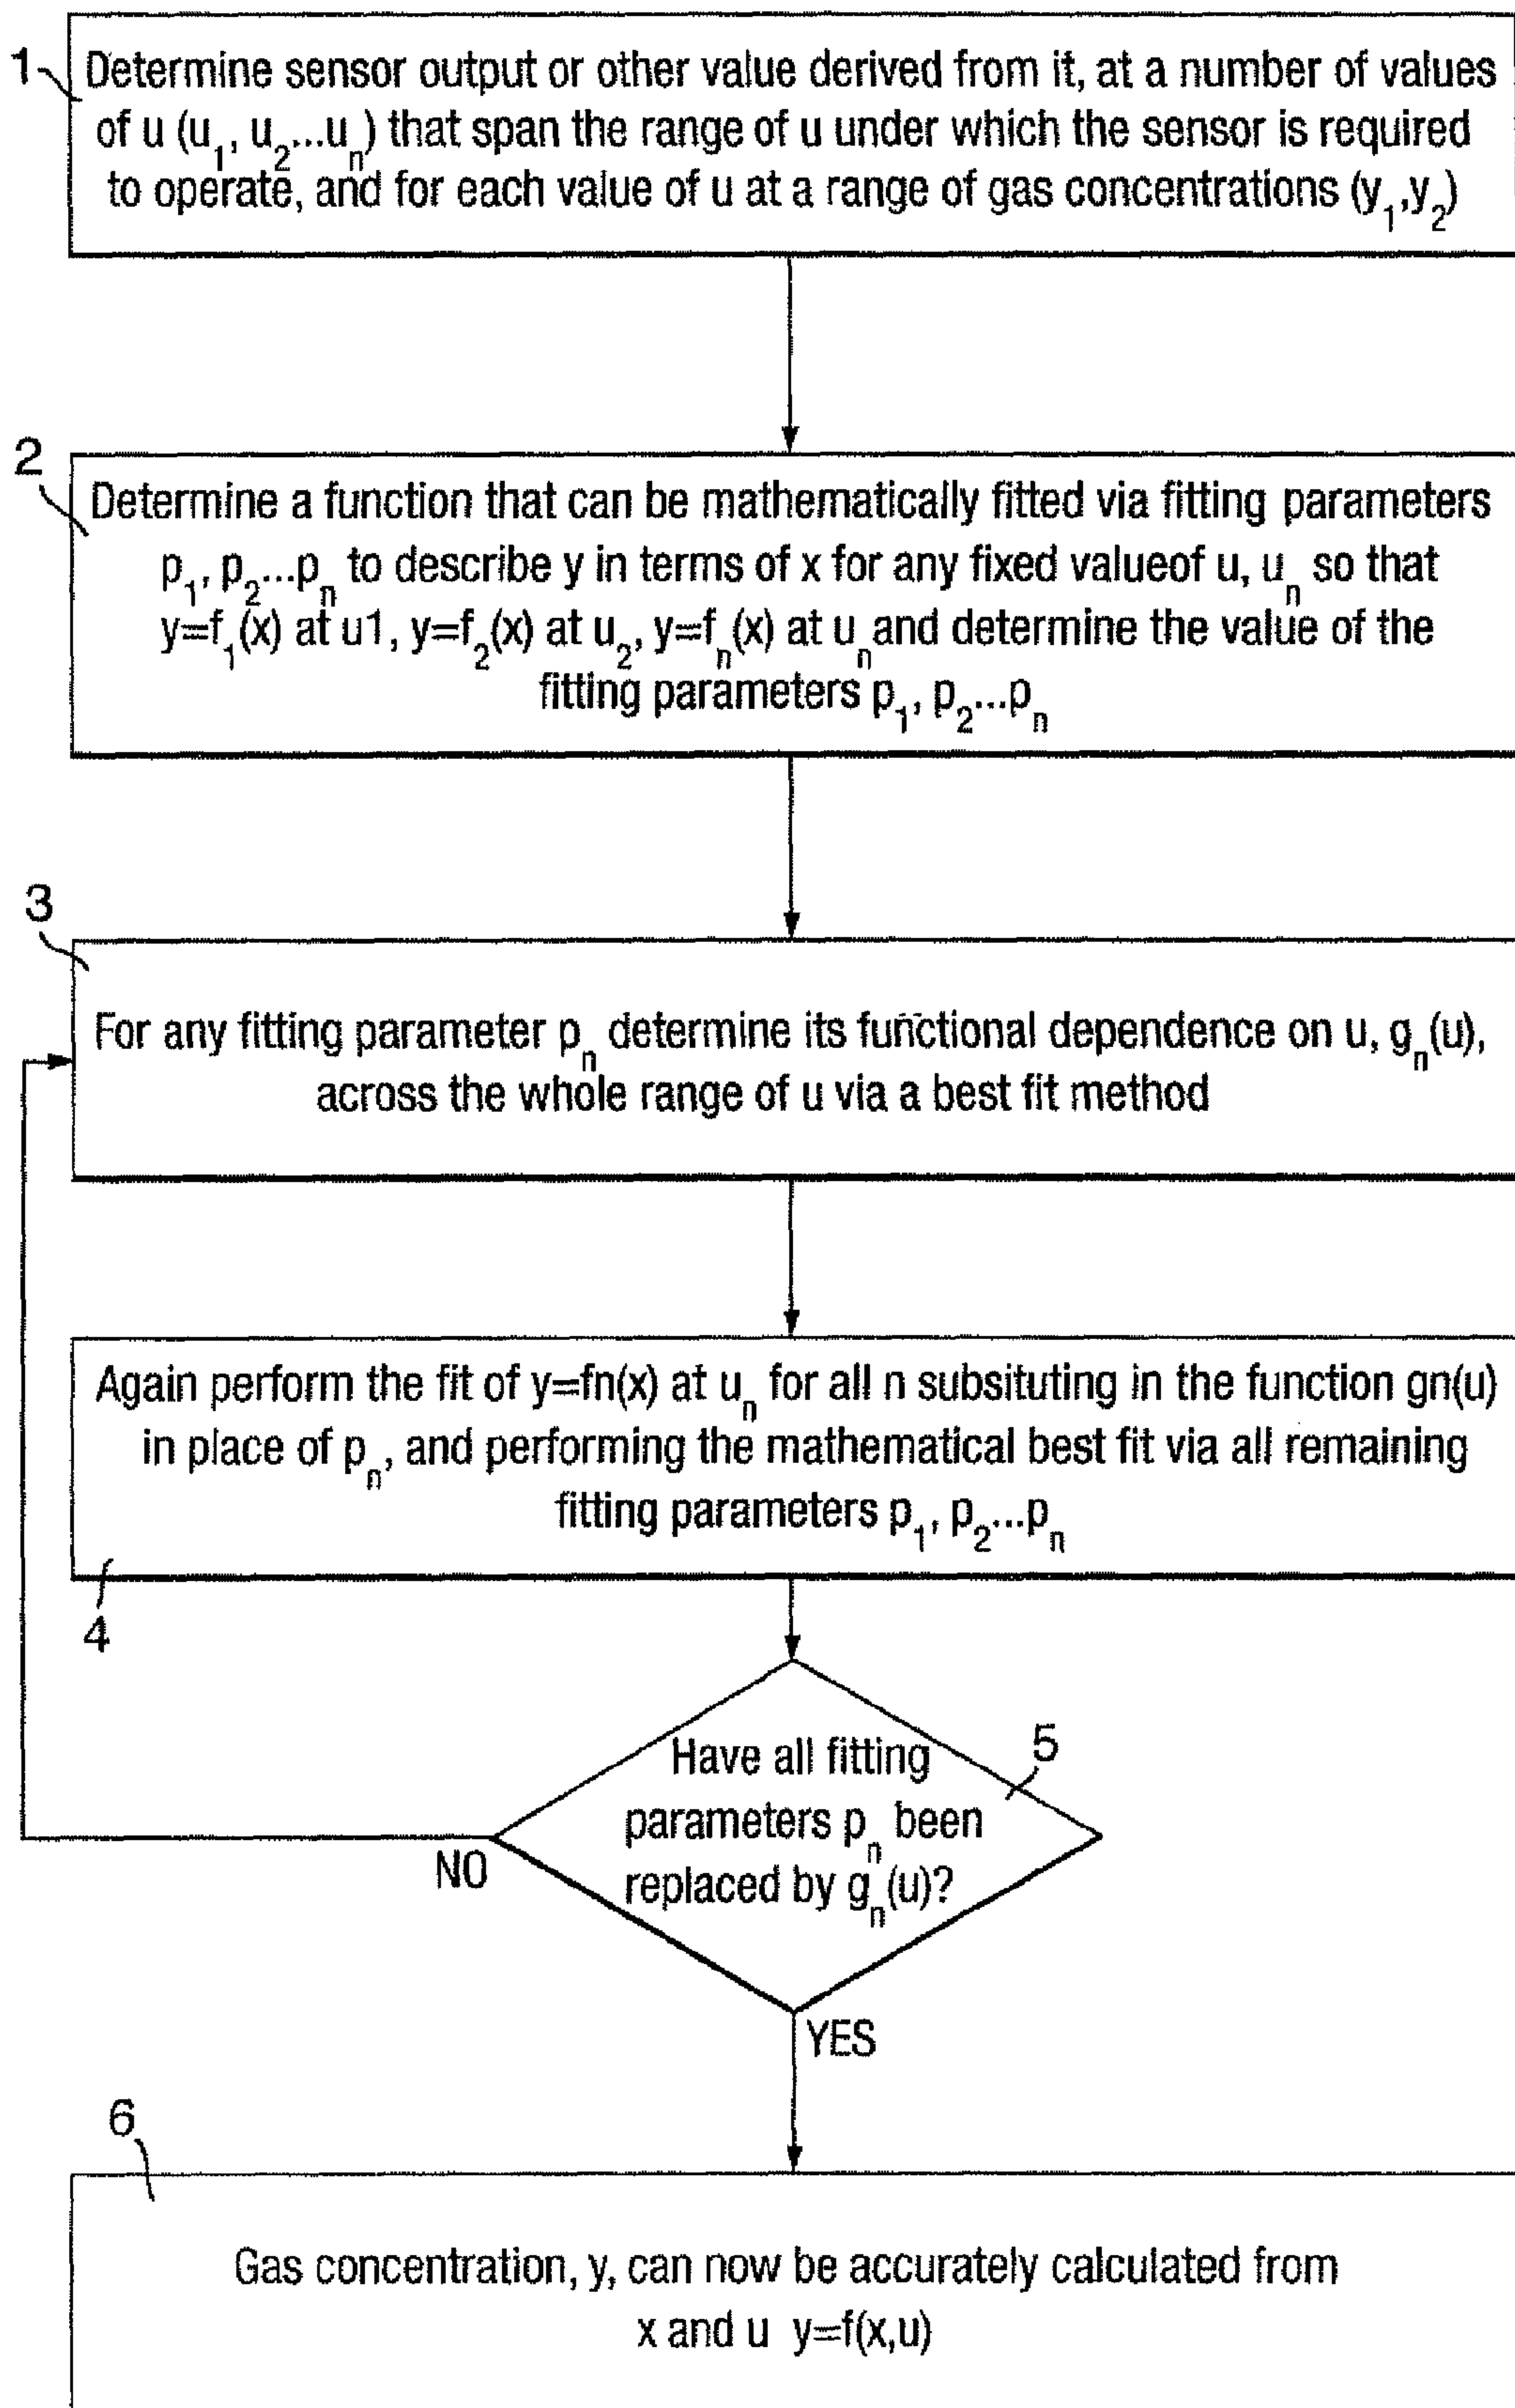 1
Determine sensor output or other value derived from it, at a number of values
of u (u₁, u₂...uₙ) that span the range of u under which the sensor is required
to operate, and for each value of u at a range of gas concentrations (y₁,y₂)
2
Determine a function that can be mathematically fitted via fitting parameters
p₁, p₂...pₙ to describe y in terms of x for any fixed valueof u, uₙ so that
y=f₁(x) at u1, y=f₂(x) at u₂, y=fₙ(x) at uₙ and determine the value of the
fitting parameters p₁, p₂...pₙ
3
For any fitting parameter pₙ determine its functional dependence on u, gₙ(u),
across the whole range of u via a best fit method
Again perform the fit of y=fn(x) at uₙ for all n subsituting in the function gn(u)
in place of pₙ, and performing the mathematical best fit via all remaining
fitting parameters p₁, p₂...pₙ
4
5
Have all fitting
parameters pₙ been
replaced by gₙ(u)?
NO
YES
6
Gas concentration, y, can now be accurately calculated from
x and u y=f(x,u)